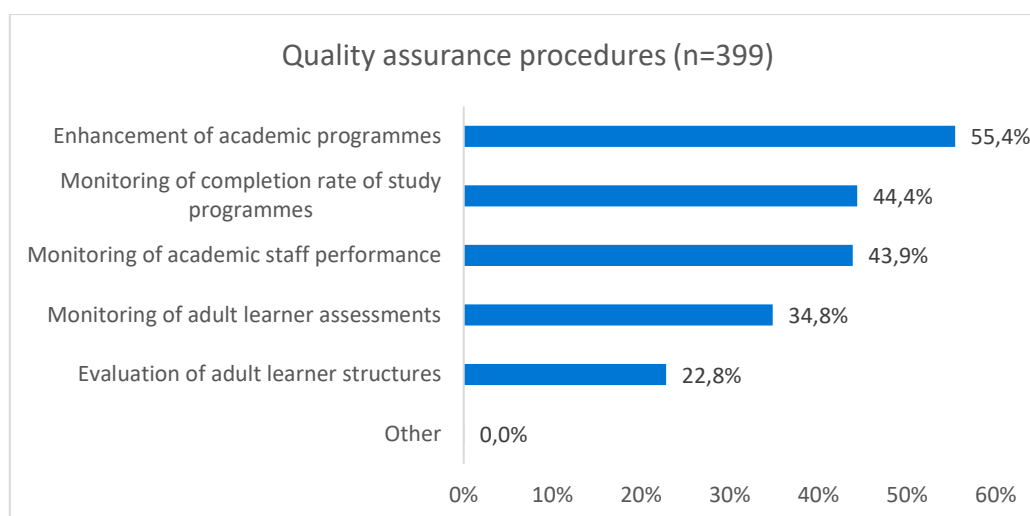 Quality assurance procedures (n=399)
Enhancement of academic programmes
55,4%
Monitoring of completion rate of study
programmes
44,4%
Monitoring of academic staff performance
43,9%
Monitoring of adult learner assessments
34,8%
Evaluation of adult learner structures
22,8%
Other
0,0%
0% 10% 20% 30% 40% 50% 60%